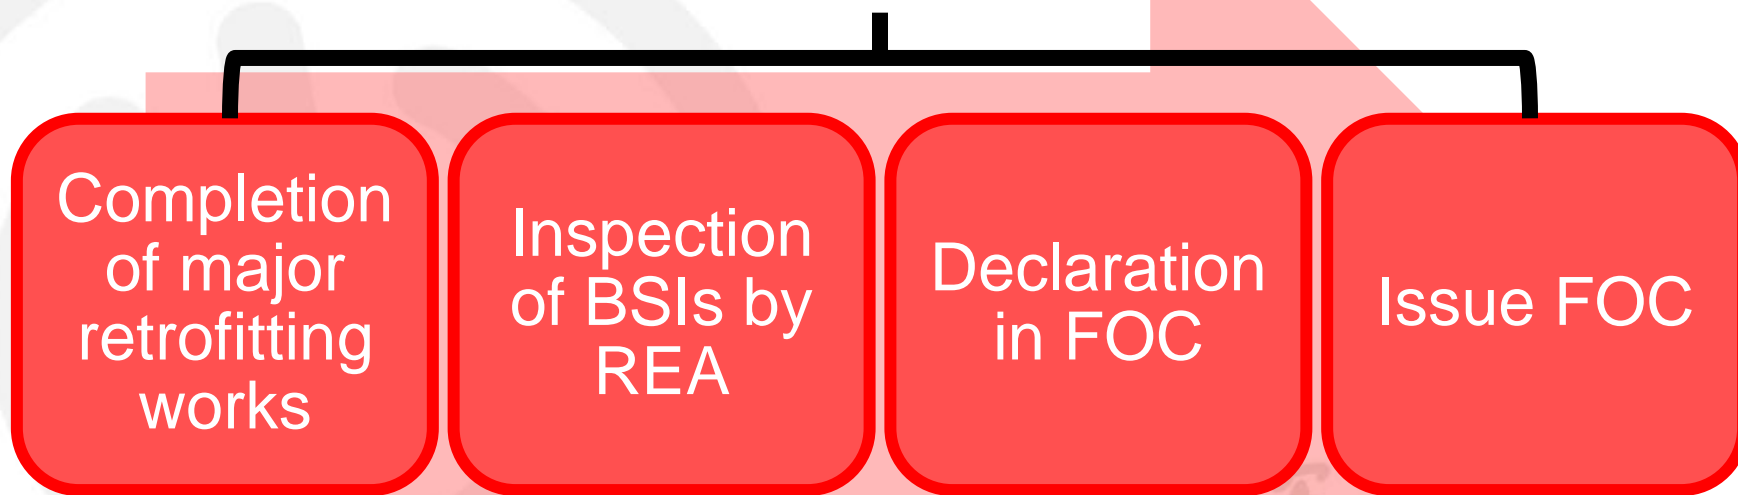 Completion
of major
retrofitting
works
Inspection
of BSIs by
REA
Declaration
in FOC
Issue FOC